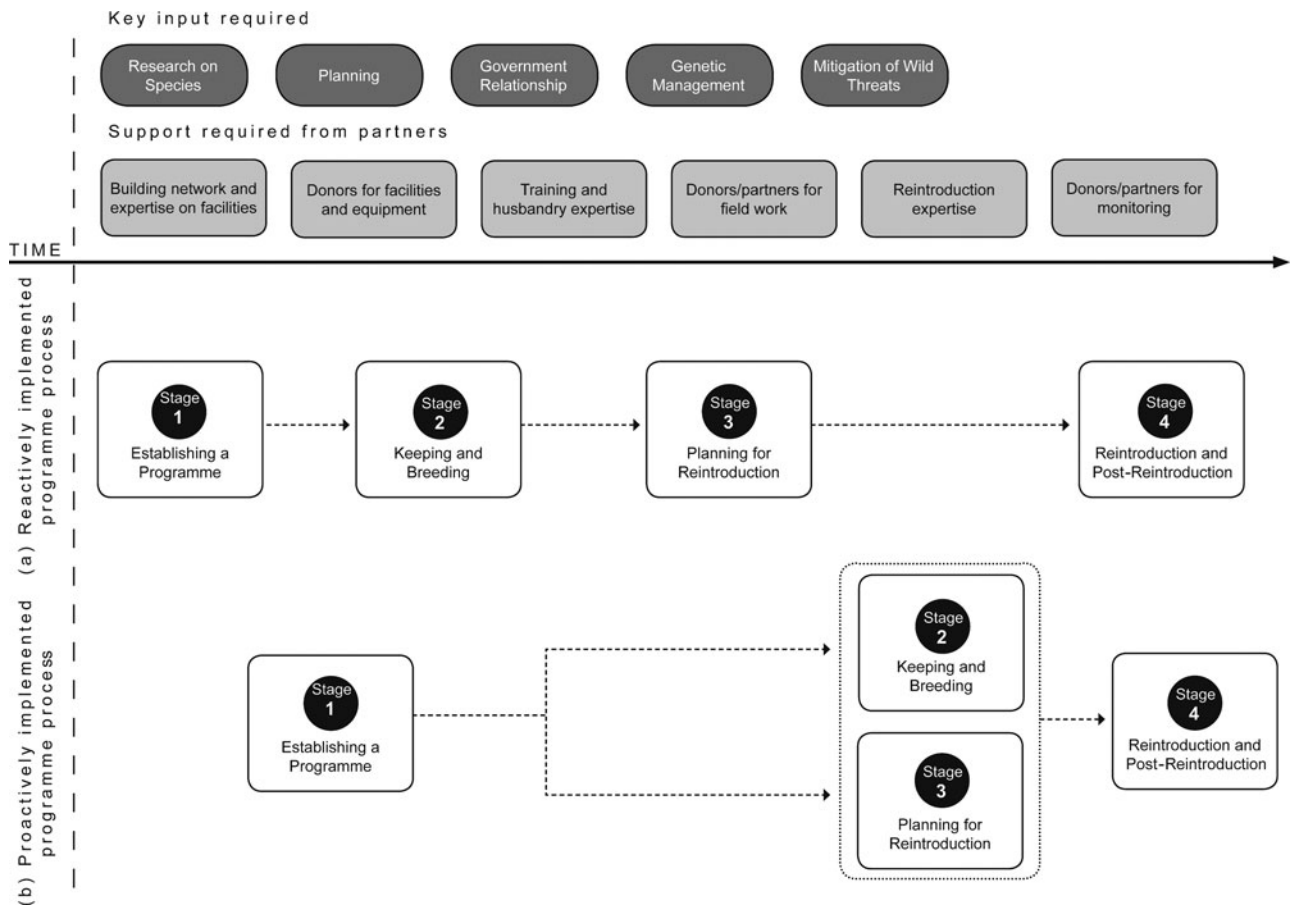 Key input required
Research on
Species
Planning
Government
Relationship
Genetic
Management
Mitigation of Wild
Threats
Support required from partners
Building network and
expertise on facilities
Donors for facilities
and equipment
Training and
husbandry expertise
Donors/partners for
field work
Reintroduction
expertise
Donors/partners for
monitoring
TIME
(a) Reactively implemented
programme process
Stage
1
Establishing a
Programme
Stage
2
Keeping and
Breeding
Stage
3
Planning for
Reintroduction
Stage
4
Reintroduction and
Post-Reintroduction
(b) Proactively implemented
programme process
Stage
1
Establishing a
Programme
Stage
2
Keeping and
Breeding
Stage
3
Planning for
Reintroduction
Stage
4
Reintroduction and
Post-Reintroduction